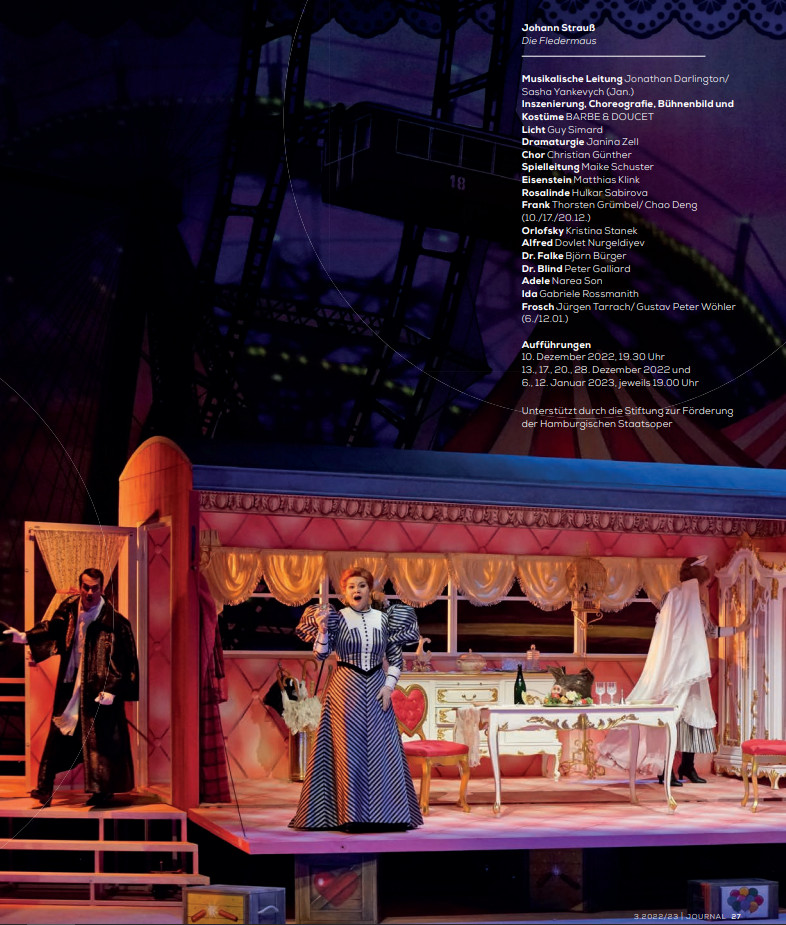 Johann Strauß
Die Fledermaus
Musikalische Leitung Jonathan Darlington/
Sasha Yankevych (Jan.)
Inszenierung, Choreografie, Bühnenbild und
Kostüme BARBE & DOUCET
Licht Guy Simard
Dramaturgie Janina Zell
Chor Christian Günther
Spielleitung Maike Schuster
Eisenstein Matthias Klink
Rosalinde Hulkar Sabirova
Frank Thorsten Grümbel/ Chao Deng
(10./17./20.12.)
Orlofsky Kristina Stanek
Alfred Dovlet Nurgeldiyev
Dr. Falke Björn Bürger
Dr. Blind Peter Galliard
Adele Narea Son
Ida Gabriele Rossmanith
Frosch Jürgen Tarrach/ Gustav Peter Wöhler
(6./12.01.)
Aufführungen
10. Dezember 2022, 19.30 Uhr
13., 17., 20., 28. Dezember 2022 und
6., 12. Januar 2023, jeweils 19.00 Uhr
Unterstützt durch die Stiftung zur Förderung
der Hamburgischen Staatsoper
18
3.2022/23 | JOURNAL 27